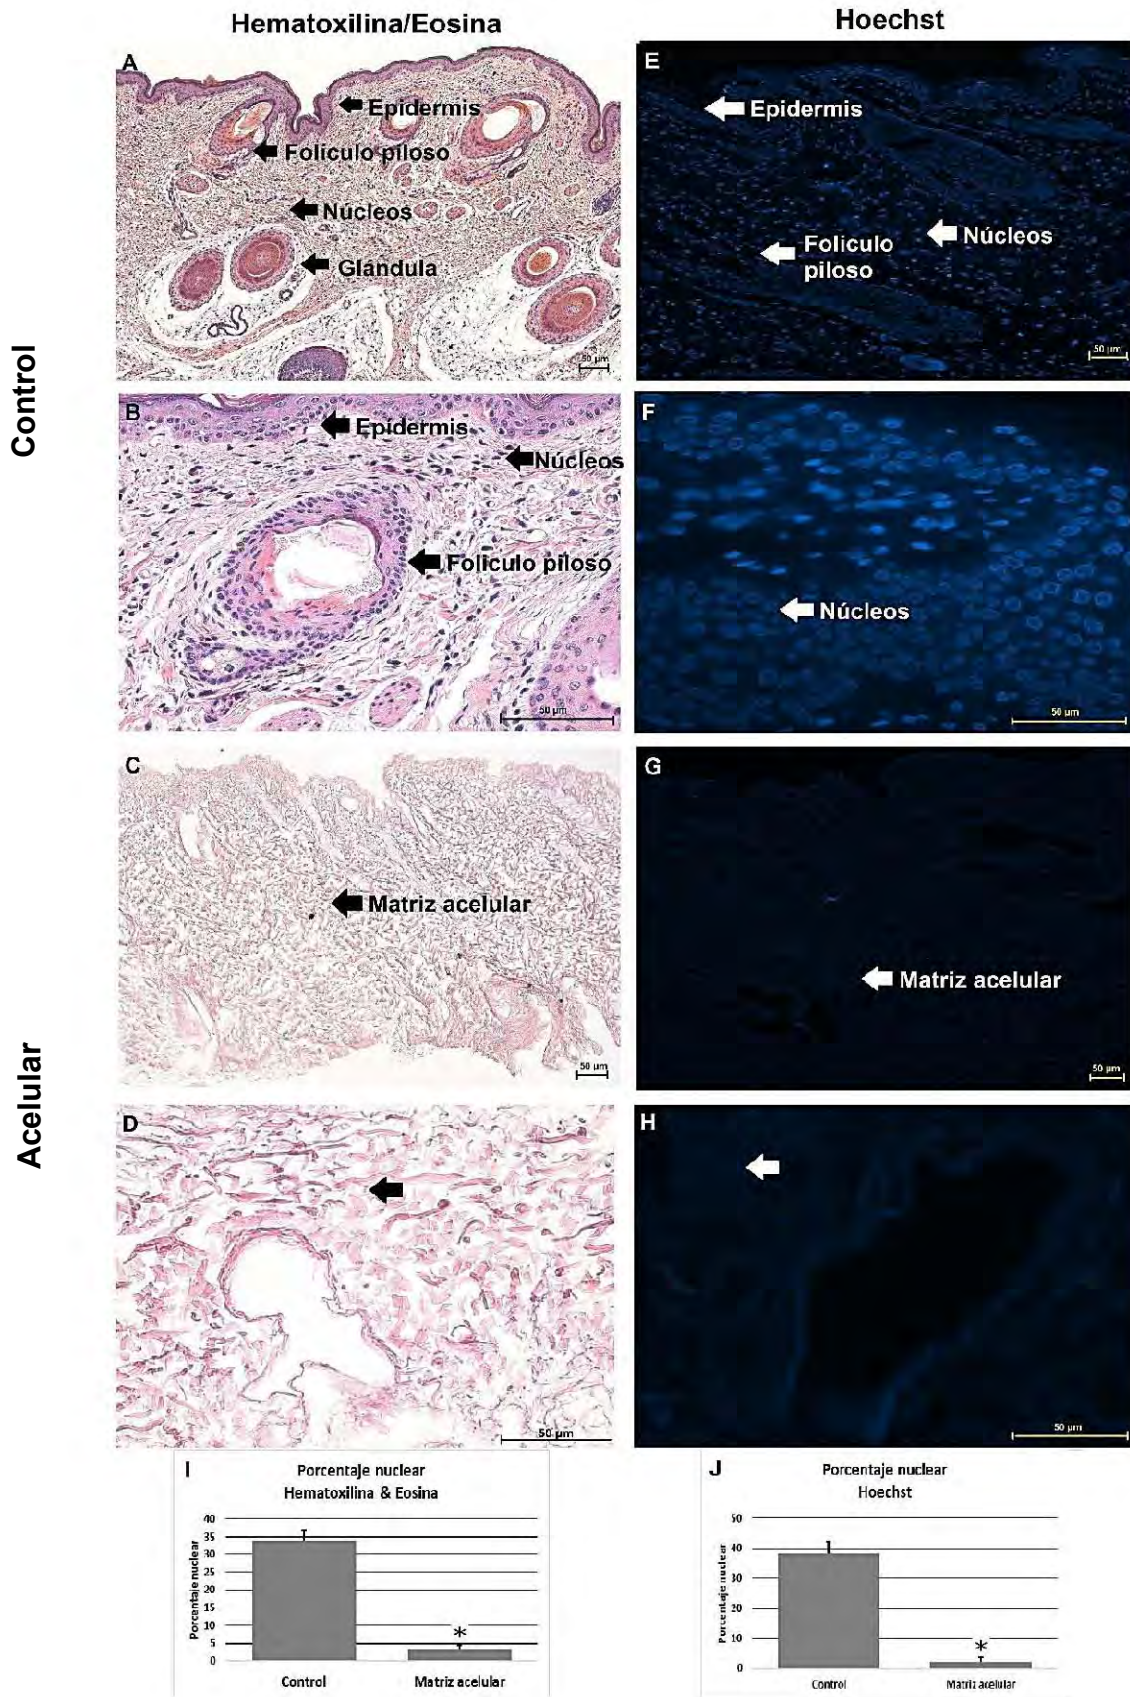 Hematoxilina/Eosina
Hoechst
Control
A
Epidermis
Folículo piloso
Núcleos
Glándula
50 µm
E
Epidermis
Núcleos
Foliculo
piloso
50 µm
B
Epidermis
Núcleos
Foliculo piloso
50 µm
F
Núcleos
50 µm
Acelular
C
Matriz acelular
50 µm
G
Matriz acelular
50 µm
D
50 µm
H
50 µm
I
Porcentaje nuclear
Hematoxilina & Eosina
Porcentaje nuclear
40
35
30
25
20
15
10
5
0
*
Control
Matriz acelular
J
Porcentaje nuclear
Hoechst
Porcentaje nuclear
50
40
30
20
10
0
*
Control
Matriz acelular